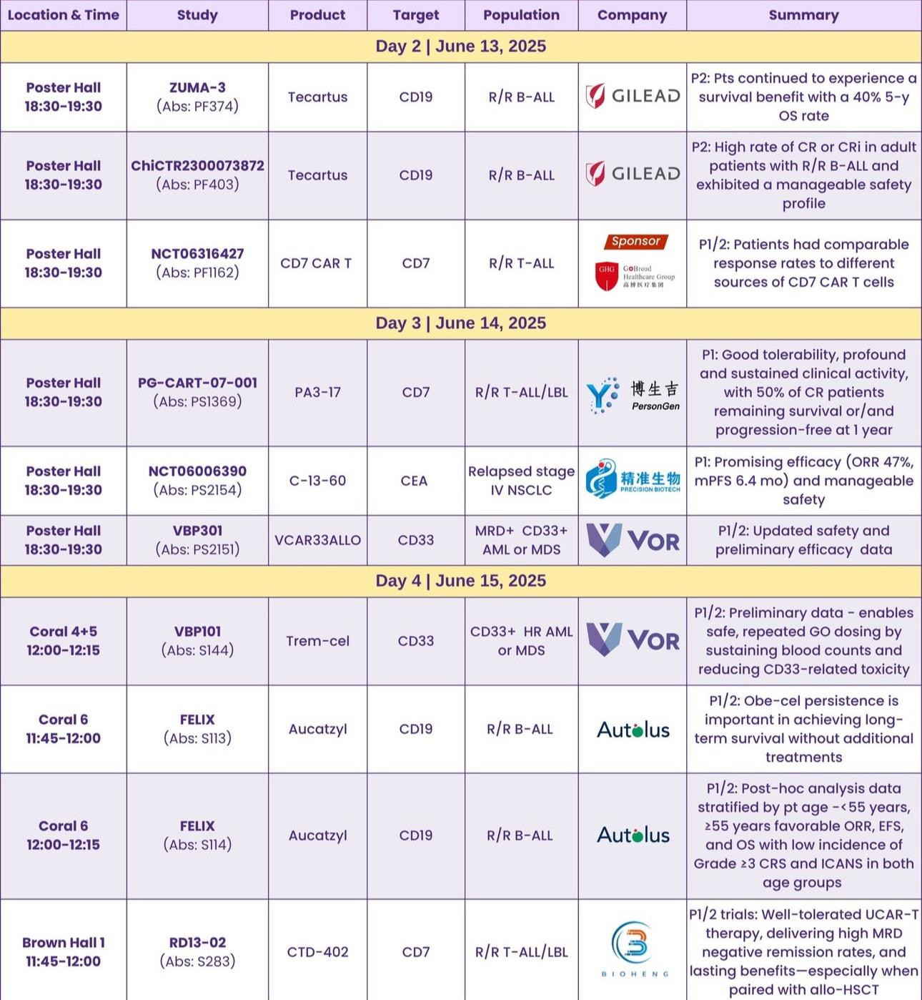 Location & Time Study Product Target Population Company Summary
Day 2 | June 13, 2025
Poster Hall
18:30-19:30
ZUMA-3
(Abs: PF374)
Tecartus
CD19
R/R B-ALL
GILEAD
P2: Pts continued to experience a
survival benefit with a 40% 5-y
OS rate
Poster Hall
18:30-19:30
ChiCTR2300073872
(Abs: PF403)
Tecartus
CD19
R/R B-ALL
GILEAD
P2: High rate of CR or CRi in adult
patients with R/R B-ALL and
exhibited a manageable safety
profile
Poster Hall
18:30-19:30
NCT06316427
(Abs: PF1162)
CD7 CAR T
CD7
R/R T-ALL
Sponsor
GHG
GoBroad
Healthcare Group
高博医疗集团
P1/2: Patients had comparable
response rates to different
sources of CD7 CAR T cells
Day 3 | June 14, 2025
Poster Hall
18:30-19:30
PG-CART-07-001
(Abs: PS1369)
PA3-17
CD7
R/R T-ALL/LBL
博生吉
PersonGen
P1: Good tolerability, profound
and sustained clinical activity,
with 50% of CR patients
remaining survival or/and
progression-free at 1 year
Poster Hall
18:30-19:30
NCT06006390
(Abs: PS2154)
C-13-60
CEA
Relapsed stage
IV NSCLC
精准生物
PRECISION BIOTECH
P1: Promising efficacy (ORR 47%,
mPFS 6.4 mo) and manageable
safety
Poster Hall
18:30-19:30
VBP301
(Abs: PS2151)
VCAR33ALLO
CD33
MRD+ CD33+
AML or MDS
VOR
P1/2: Updated safety and
preliminary efficacy data
Day 4 | June 15, 2025
Coral 4+5
12:00-12:15
VBP101
(Abs: S144)
Trem-cel
CD33
CD33+ HR AML
or MDS
VOR
P1/2: Preliminary data - enables
safe, repeated GO dosing by
sustaining blood counts and
reducing CD33-related toxicity
Coral 6
11:45-12:00
FELIX
(Abs: S113)
Aucatzyl
CD19
R/R B-ALL
Autolus
P1/2: Obe-cel persistence is
important in achieving long-
term survival without additional
treatments
Coral 6
12:00-12:15
FELIX
(Abs: S114)
Aucatzyl
CD19
R/R B-ALL
Autolus
P1/2: Post-hoc analysis data
stratified by pt age -<55 years,
≥55 years favorable ORR, EFS,
and OS with low incidence of
Grade ≥3 CRS and ICANS in both
age groups
Brown Hall 1
11:45-12:00
RD13-02
(Abs: S283)
CTD-402
CD7
R/R T-ALL/LBL
BIOHENG
P1/2 trials: Well-tolerated UCAR-T
therapy, delivering high MRD
negative remission rates, and
lasting benefits—especially when
paired with allo-HSCT